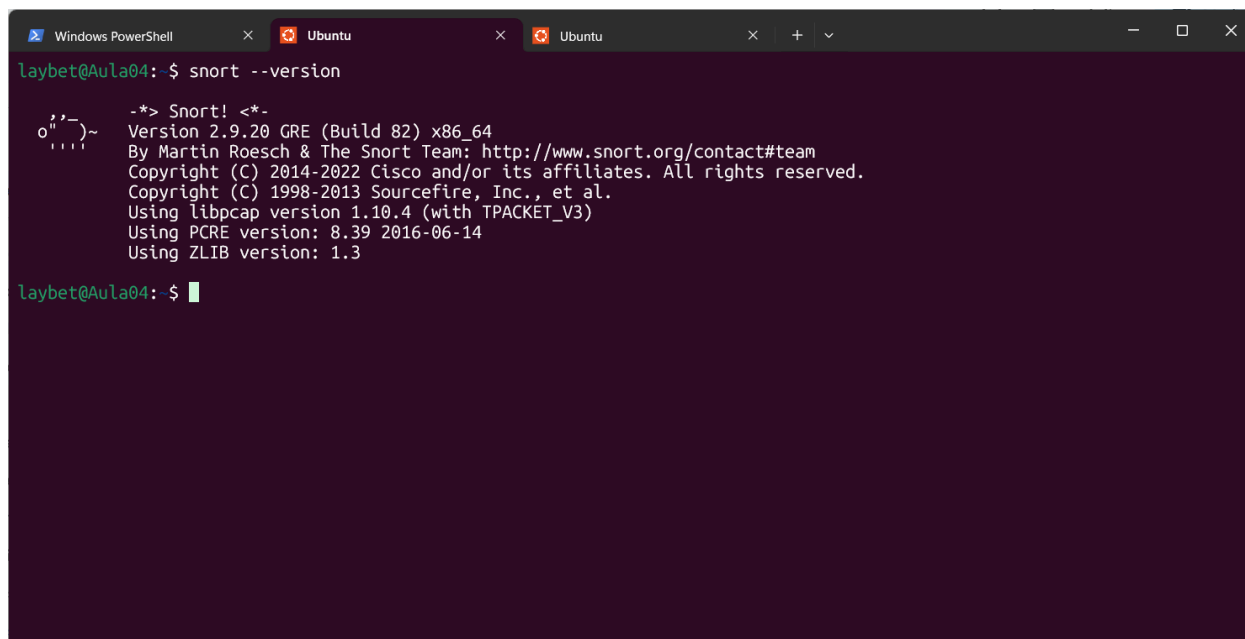 Windows PowerShell
Ubuntu
Ubuntu
laybet@Aula04:~$ snort --version
,,_ -*> Snort! <*-
o" )~ Version 2.9.20 GRE (Build 82) x86_64
'''' By Martin Roesch & The Snort Team: http://www.snort.org/contact#team
Copyright (C) 2014-2022 Cisco and/or its affiliates. All rights reserved.
Copyright (C) 1998-2013 Sourcefire, Inc., et al.
Using libpcap version 1.10.4 (with TPACKET_V3)
Using PCRE version: 8.39 2016-06-14
Using ZLIB version: 1.3
laybet@Aula04:~$